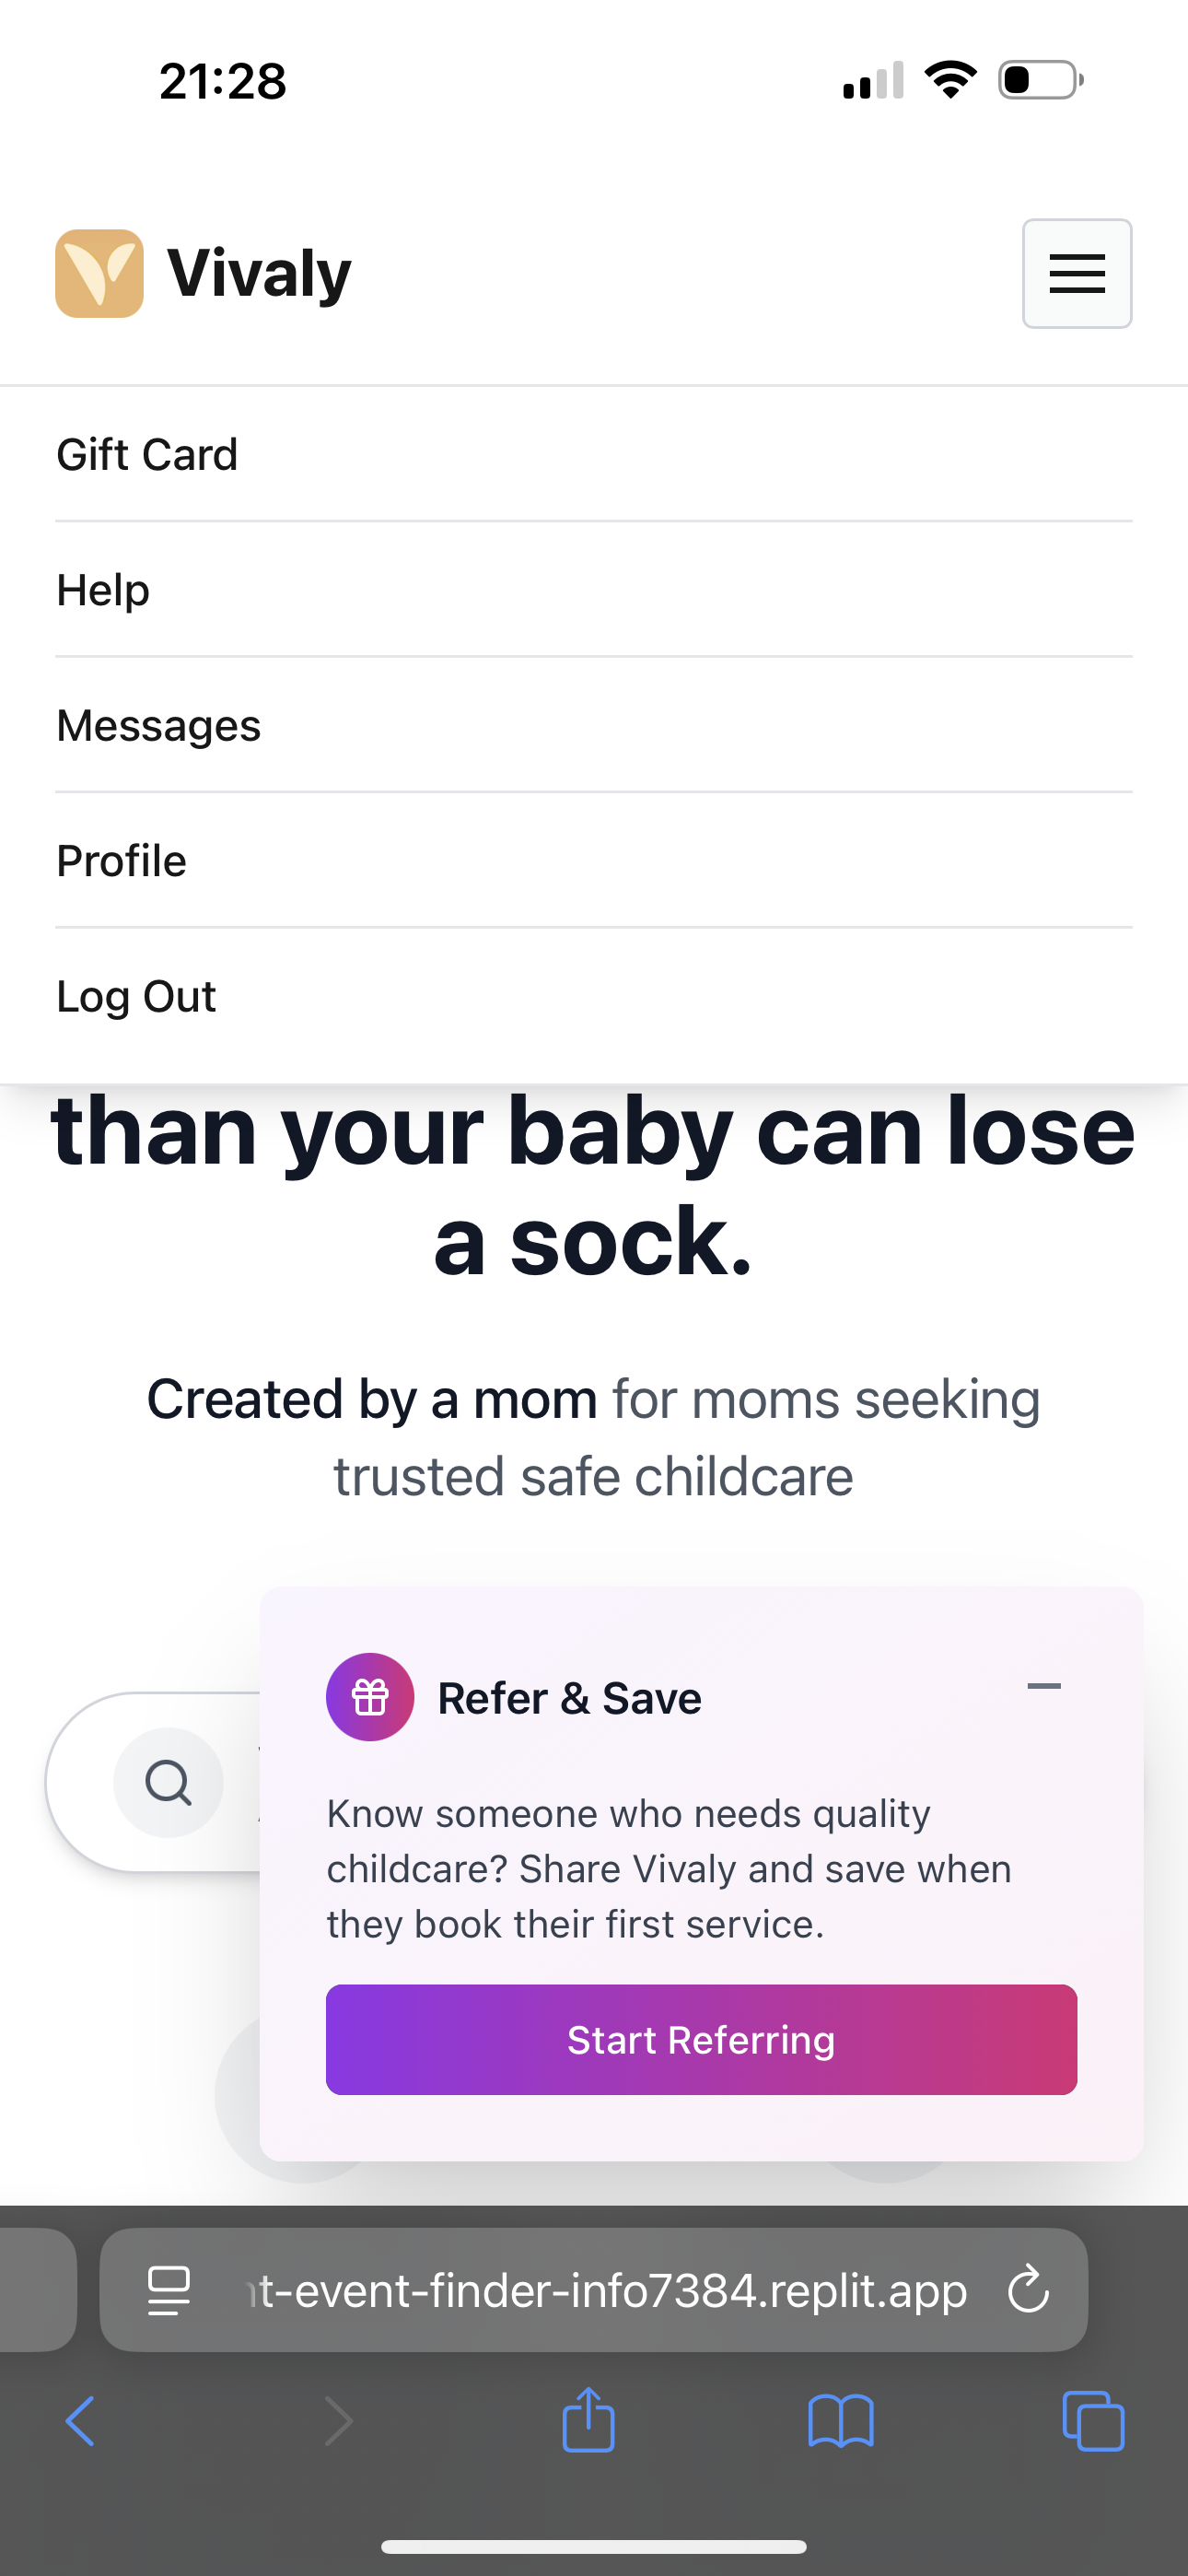 21:28
Vivaly
Gift Card
Help
Messages
Profile
Log Out
than your baby can lose
a sock.
Created by a mom for moms seeking
trusted safe childcare
Refer & Save
Know someone who needs quality
childcare? Share Vivaly and save when
they book their first service.
Start Referring
t-event-finder-info7384.replit.app